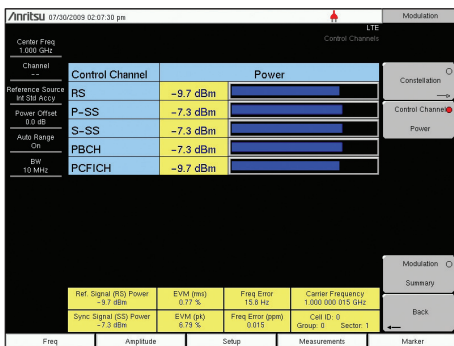 Anritsu 07/30/2009 02:07:30 pm
Modulation
LTE
Control Channels
Center Freq
1.000 GHz
Channel
--
Reference Source
Int Std Accy
Power Offset
0.0 dB
Auto Range
On
BW
10 MHz
Control Channel Power
RS -9.7 dBm
P-SS -7.3 dBm
S-SS -7.3 dBm
PBCH -7.3 dBm
PCFICH -9.7 dBm
Constellation
Control Channel
Power
Modulation
Summary
Back
Ref. Signal (RS) Power
-9.7 dBm
EVM (rms)
0.77 %
Freq Error
15.6 Hz
Carrier Frequency
1.000 000 015 GHz
Sync Signal (SS) Power
-7.3 dBm
EVM (pk)
6.79 %
Freq Error (ppm)
0.015
Cell ID: 0
Group: 0 Sector: 1
Freq Amplitude Setup Measurements Marker